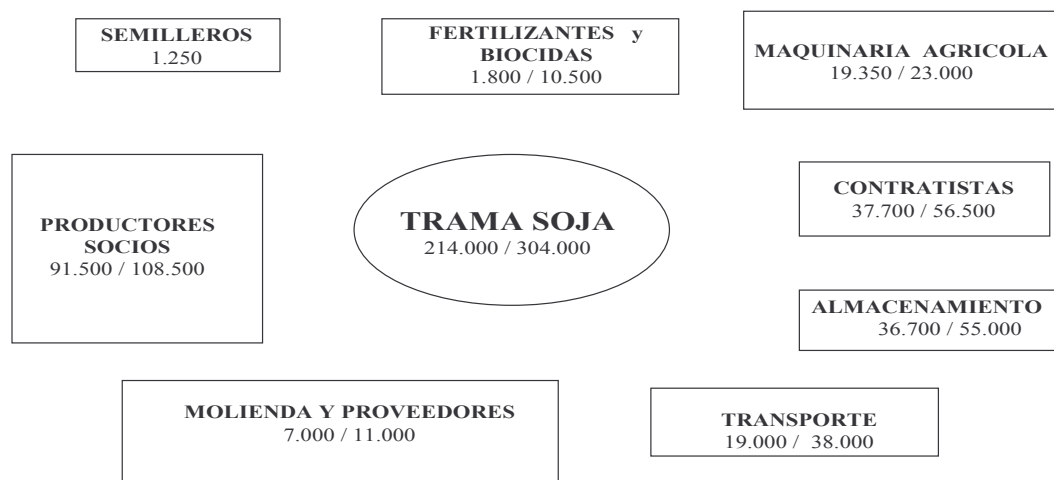 SEMILLEROS
1.250
FERTILIZANTES y
BIOCIDAS
1.800 / 10.500
MAQUINARIA AGRICOLA
19.350 / 23.000
PRODUCTORES
SOCIOS
91.500 / 108.500
TRAMA SOJA
214.000 / 304.000
CONTRATISTAS
37.700 / 56.500
ALMACENAMIENTO
36.700 / 55.000
MOLIENDA Y PROVEEDORES
7.000 / 11.000
TRANSPORTE
19.000 / 38.000